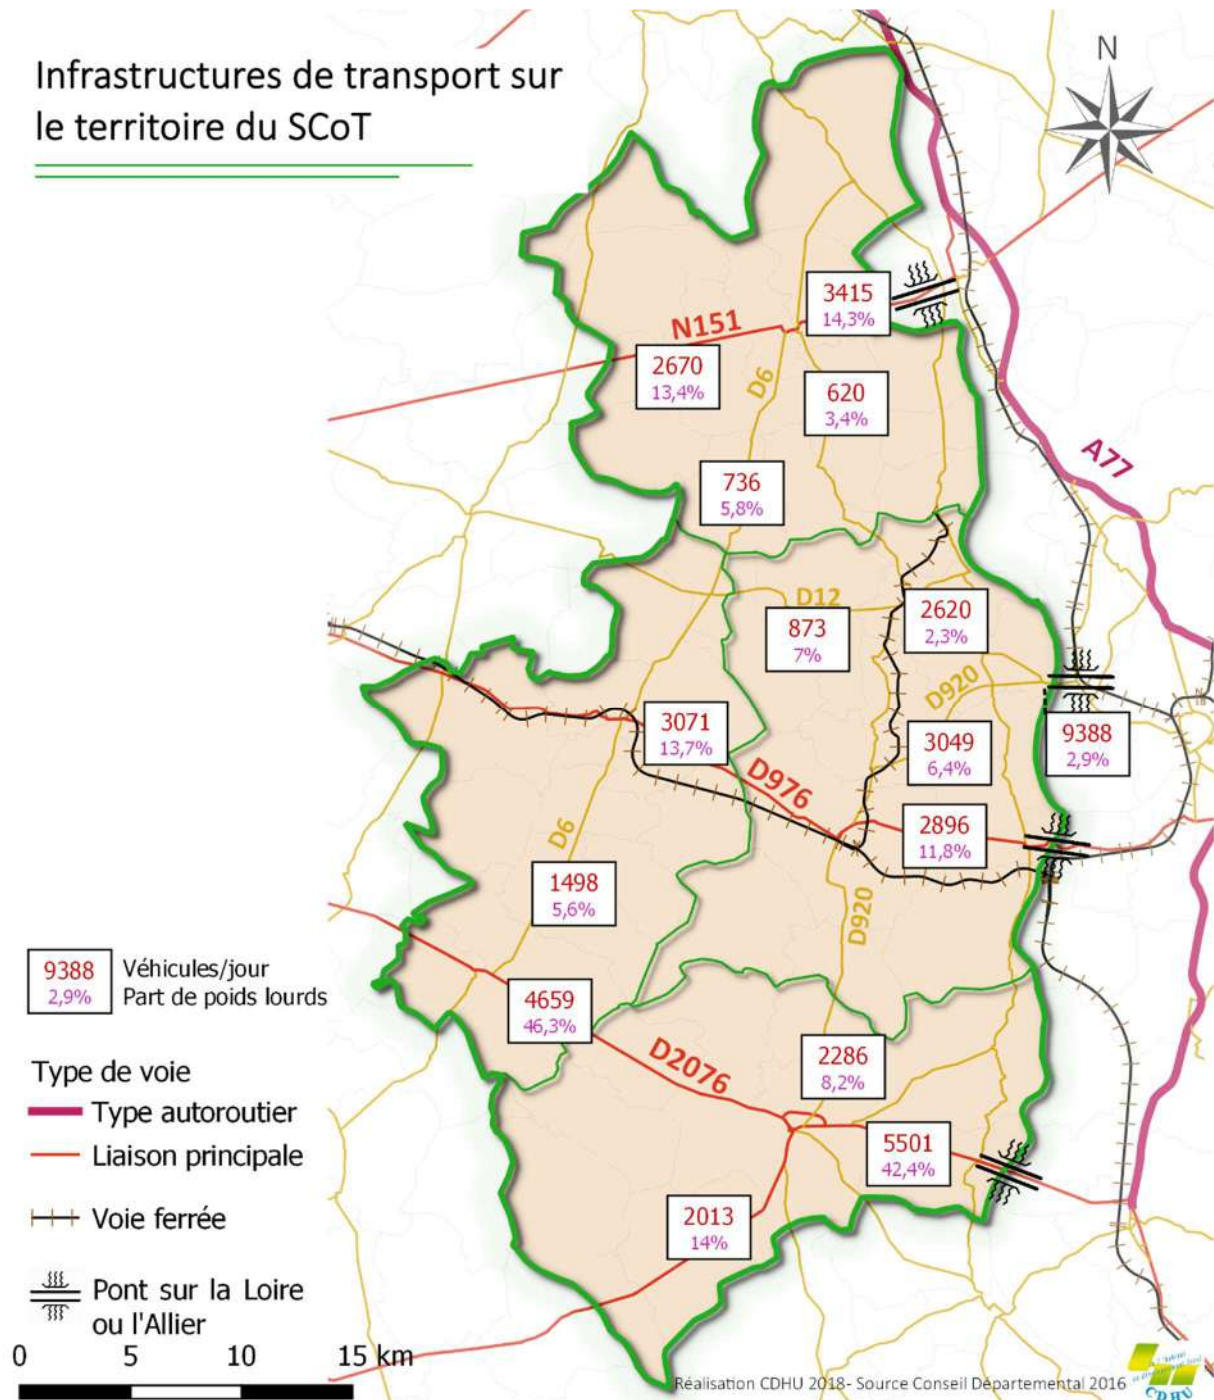 Infrastructures de transport sur
le territoire du SCoT
N
3415
14,3%
N151
2670
13,4%
D6
620
3,4%
A77
736
5,8%
D12
2620
2,3%
873
7%
D920
3071
13,7%
3049
6,4%
9388
2,9%
D976
2896
11,8%
D6
1498
5,6%
D920
9388
2,9%
Véhicules/jour
Part de poids lourds
4659
46,3%
D2076
2286
8,2%
5501
42,4%
2013
14%
Type de voie
Type autoroutier
Liaison principale
Voie ferrée
Pont sur la Loire
ou l'Allier
0 5 10 15 km
Réalisation CDHU 2018- Source Conseil Départemental 2016
CDHU